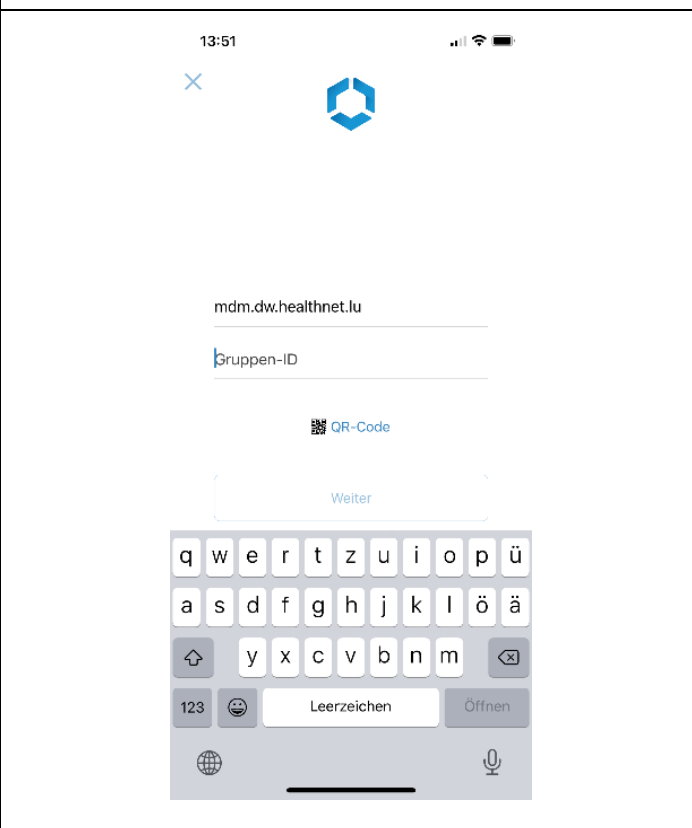 13:51
mdm.dw.healthnet.lu
Gruppen-ID
QR-Code
Weiter
q w e r t z u i o p ü
a s d f g h j k l ö ä
y x c v b n m
123 Leerzeichen Öffnen